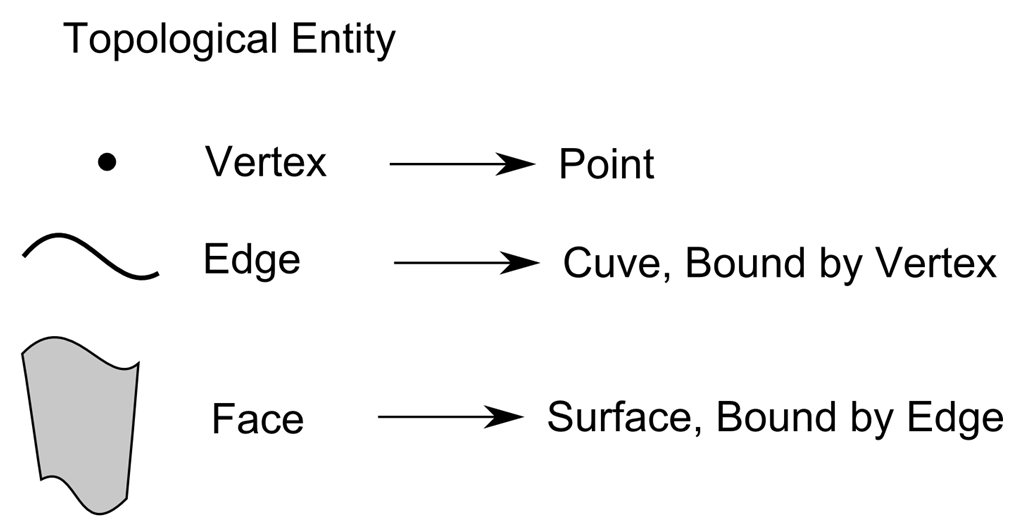 Topological Entity
Vertex Point
Edge Cuve, Bound by Vertex
Face Surface, Bound by Edge